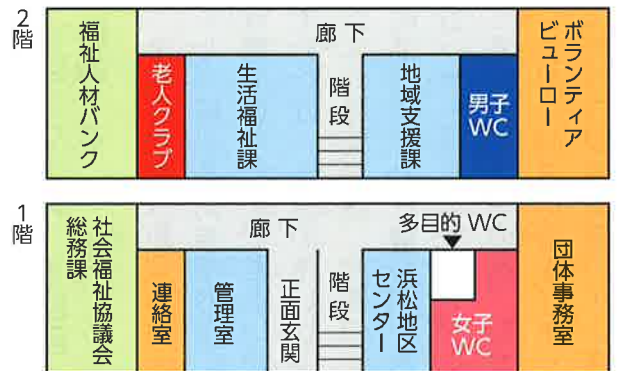 2階
福祉人材バンク
廊下
老人クラブ
生活福祉課
階段
地域支援課
男子
WC
ボランティア
ビューロー
1階
社会福祉協議会
総務課
廊下
多目的WC
連絡室
管理室
正面玄関
階段
浜松地区
センター
女子
WC
団体事務室